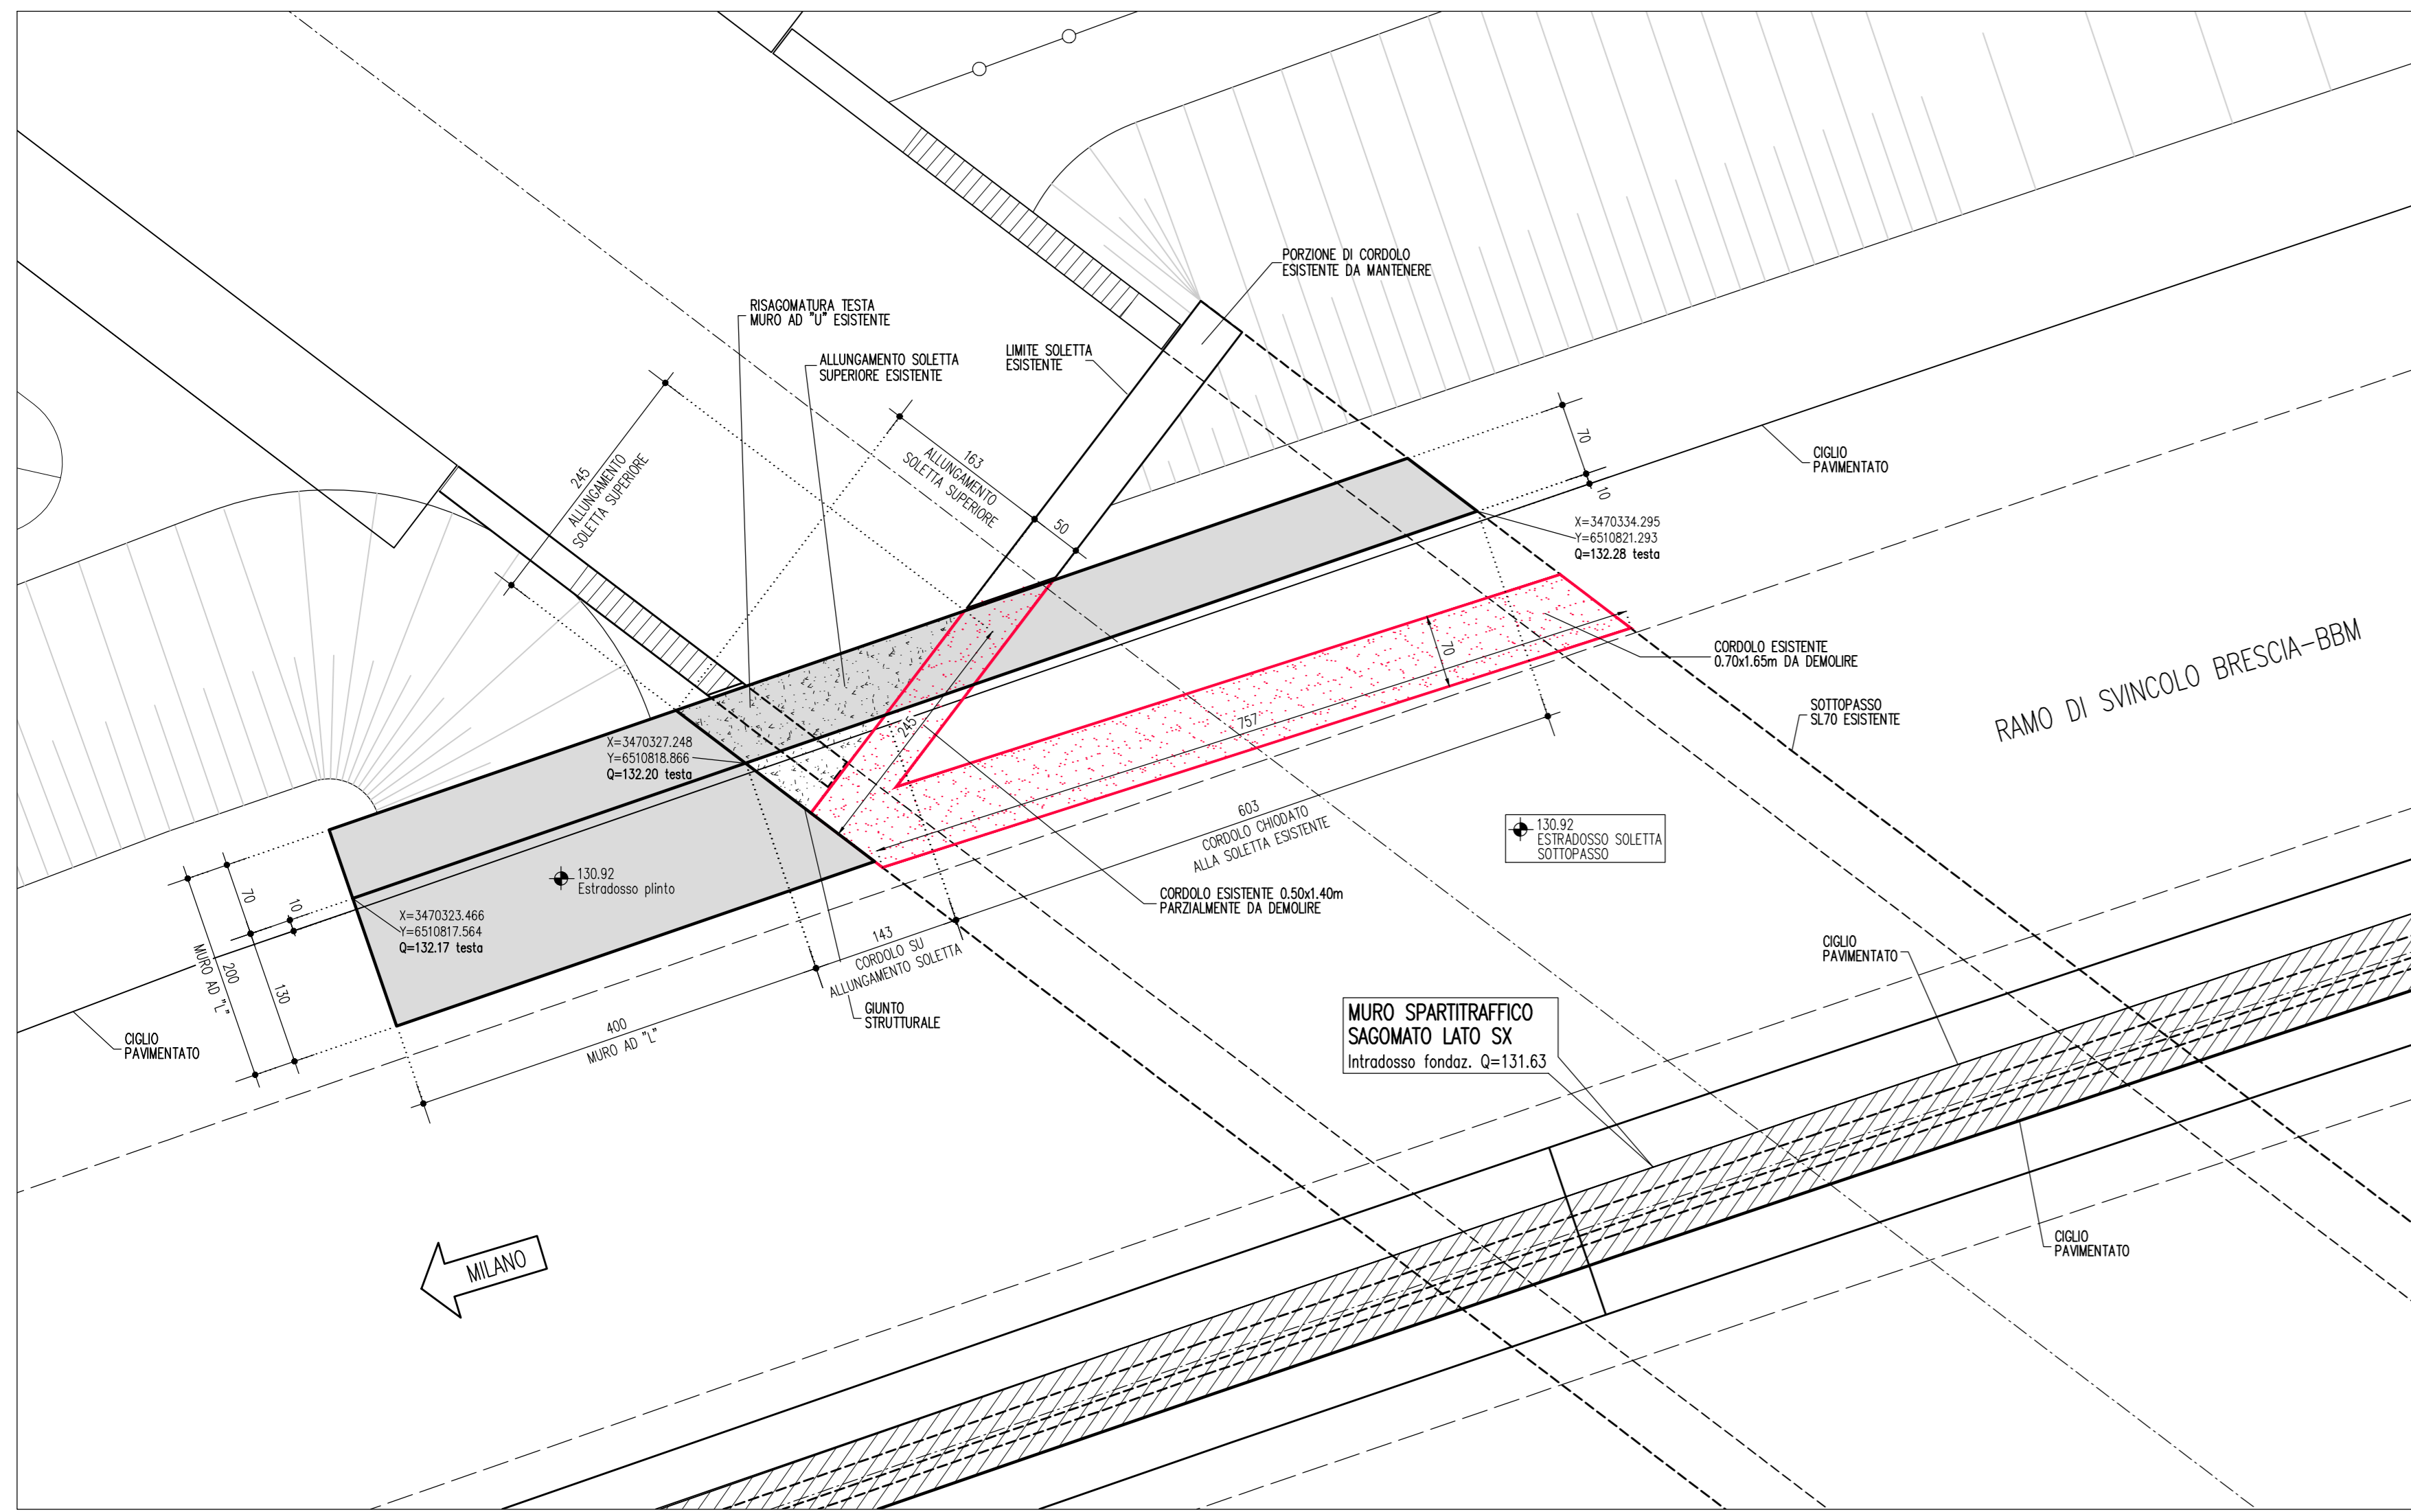 PORZIONE DI CORDOLO
ESISTENTE DA MANTENERE
RISAGOMATURA TESTA
MURO AD "U" ESISTENTE
LIMITE SOLETTA
ESISTENTE
ALLUNGAMENTO SOLETTA
SUPERIORE ESISTENTE
245
ALLUNGAMENTO
SOLETTA SUPERIORE
163
ALLUNGAMENTO
SOLETTA SUPERIORE
50
70
10
CIGLIO
PAVIMENTATO
X=3470334.295
Y=6510821.293
Q=132.28 testa
CORDOLO ESISTENTE
0.70x1.65m DA DEMOLIRE
70
757
245
SOTTOPASSO
SL70 ESISTENTE
RAMO DI SVINCOLO BRESCIA-BBM
X=3470327.248
Y=6510818.866
Q=132.20 testa
603
CORDOLO CHIODATO
ALLA SOLETTA ESISTENTE
130.92
ESTRADOSSO SOLETTA
SOTTOPASSO
130.92
Estradosso plinto
CORDOLO ESISTENTE 0.50x1.40m
PARZIALMENTE DA DEMOLIRE
70
10
X=3470323.466
Y=6510817.564
Q=132.17 testa
200
MURO AD "L"
130
143
CORDOLO SU
ALLUNGAMENTO SOLETTA
GIUNTO
STRUTTURALE
400
MURO AD "L"
CIGLIO
PAVIMENTATO
CIGLIO
PAVIMENTATO
MURO SPARTITRAFFICO
SAGOMATO LATO SX
Intradosso fondaz. Q=131.63
CIGLIO
PAVIMENTATO
MILANO